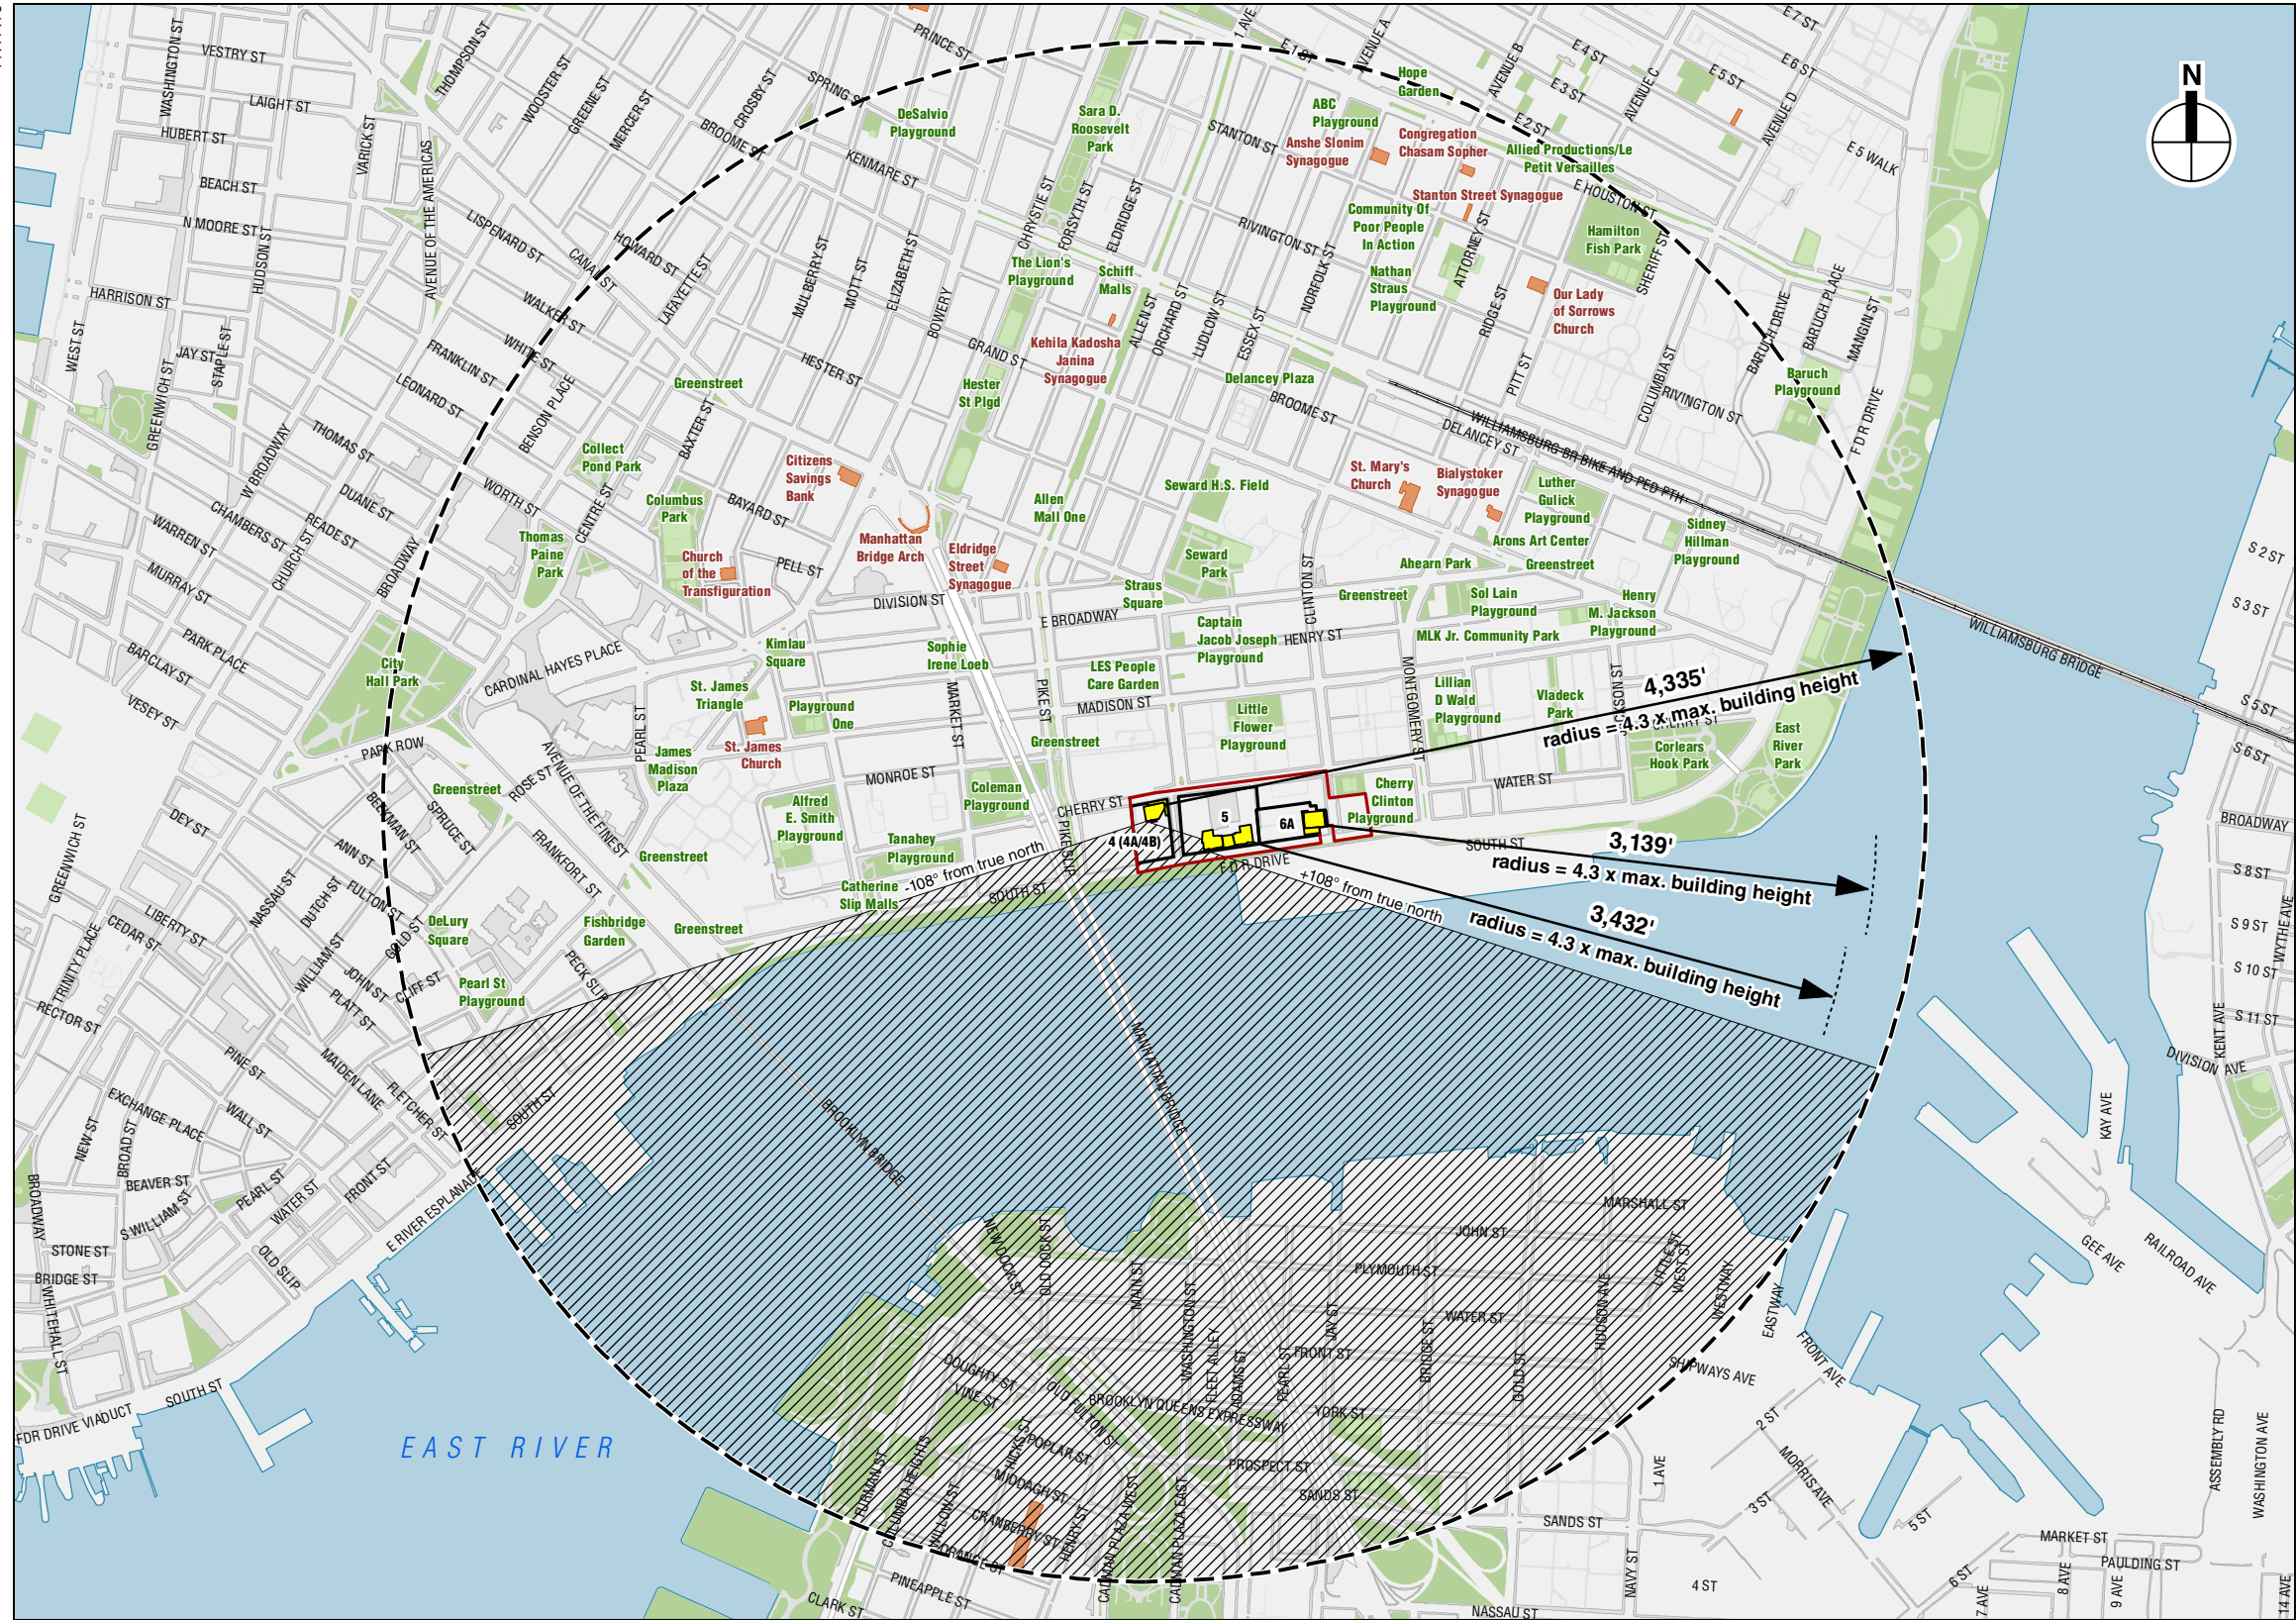 VESTRY ST
WASHINGTON ST
LAIGHT ST
HUBERT ST
BEACH ST
N MOORE ST
HARRISON ST
WEST ST
JAY ST
STAPLE ST
GREENWICH ST
HUDSON ST
VARICK ST
AVENUE OF THE AMERICAS
THOMPSON ST
WOOSTER ST
GREENE ST
MERCER ST
CROSBY ST
PRINCE ST
SPRING ST
BROOME ST
KENMARE ST
LISPENARD ST
CANAL ST
HOWARD ST
LAFAYETTE ST
WALKER ST
WHITE ST
FRANKLIN ST
LEONARD ST
BENSON PLACE
THOMAS ST
W BROADWAY
DUANE ST
READE ST
CHAMBERS ST
WARREN ST
CHURCH ST
MURRAY ST
BROADWAY
PARK PLACE
BARCLAY ST
VESEY ST
WORTH ST
CENTRE ST
BAXTER ST
MULBERRY ST
MOTT ST
ELIZABETH ST
BOWERY
HESTER ST
GRAND ST
CHRYSTIE ST
FORSYTH ST
ELDRIDGE ST
ALLEN ST
ORCHARD ST
LUDLOW ST
ESSEX ST
NORFOLK ST
STANTON ST
RIVINGTON ST
1 AVE
E 1 ST
AVENUE A
AVENUE B
E 2 ST
E 3 ST
E 4 ST
AVENUE C
E 5 ST
E 6 ST
E 7 ST
AVENUE D
E 5 WALK
E HOUSTON ST
ATTORNEY ST
RIDGE ST
PITT ST
SHERIFF ST
COLUMBIA ST
RIVINGTON ST
BARUCH DRIVE
BARUCH PLACE
MANGIN ST
F D R DRIVE
N
DeSalvio
Playground
Sara D.
Roosevelt
Park
Hope
Garden
ABC
Playground
Anshe Slonim
Synagogue
Congregation
Chasam Sopher
Allied Productions/Le
Petit Versailles
Stanton Street Synagogue
Community Of
Poor People
In Action
Hamilton
Fish Park
Nathan
Straus
Playground
Our Lady
of Sorrows
Church
The Lion's
Playground
Schiff
Malls
Kehila Kadosha
Janina
Synagogue
Hester
St Plgd
Delancey Plaza
Baruch
Playground
Greenstreet
Collect
Pond Park
Citizens
Savings
Bank
Columbus
Park
BAYARD ST
PELL ST
Thomas
Paine
Park
Church
of the
Transfiguration
Manhattan
Bridge Arch
Eldridge
Street
Synagogue
Allen
Mall One
Seward H.S. Field
BROOME ST
DELANCEY ST
WILLIAMSBURG BR BIKE AND PED PTH
St. Mary's
Church
Bialystoker
Synagogue
Luther
Gulick
Playground
Sidney
Hillman
Playground
Arons Art Center
Ahearn Park
Greenstreet
Seward
Park
Straus
Square
CLINTON ST
Greenstreet
Sol Lain
Playground
Henry
M. Jackson
Playground
DIVISION ST
E BROADWAY
Captain
Jacob Joseph
Playground
HENRY ST
MLK Jr. Community Park
WILLIAMSBURG BRIDGE
City
Hall Park
CARDINAL HAYES PLACE
Kimlau
Square
Sophie
Irene Loeb
LES People
Care Garden
St. James
Triangle
Playground
One
MADISON ST
MARKET ST
PIKE ST
Little
Flower
Playground
MONTGOMERY ST
Lillian
D Wald
Playground
Vladeck
Park
JACKSON ST
CHERRY ST
4,335'
radius = 4.3 x max. building height
Corlears
Hook Park
East
River
Park
PARK ROW
PEARL ST
AVENUE OF THE FINEST
ROSE ST
James
Madison
Plaza
St. James
Church
Greenstreet
MONROE ST
Coleman
Playground
CHERRY ST
WATER ST
Cherry
Clinton
Playground
Greenstreet
BEEKMAN ST
SPRUCE ST
FRANKFORT ST
Alfred
E. Smith
Playground
Tanahey
Playground
Greenstreet
PIKE SLIP
4 (4A/4B)
5
6A
SOUTH ST
F D R DRIVE
3,139'
radius = 4.3 x max. building height
3,432'
radius = 4.3 x max. building height
-108° from true north
+108° from true north
Catherine
Slip Malls
SOUTH ST
DEY ST
ANN ST
GREENWICH ST
NASSAU ST
DUTCH ST
FULTON ST
GOLD ST
LIBERTY ST
CEDAR ST
WILLIAM ST
JOHN ST
PLATT ST
CLIFF ST
DeLury
Square
Fishbridge
Garden
Greenstreet
Pearl St
Playground
PECK SLIP
TRINITY PLACE
RECTOR ST
PINE ST
MAIDEN LANE
FLETCHER ST
EXCHANGE PLACE
WALL ST
NEW ST
BROAD ST
BEAVER ST
S WILLIAM ST
PEARL ST
WATER ST
FRONT ST
SOUTH ST
E RIVER ESPLANADE
BROADWAY
STONE ST
BRIDGE ST
OLD SLIP
WHITEHALL ST
SOUTH ST
FDR DRIVE VIADUCT
EAST RIVER
BROOKLYN BRIDGE
MANHATTAN BRIDGE
S 2 ST
S 3 ST
S 5 ST
S 6 ST
BROADWAY
S 8 ST
S 9 ST
S 10 ST
S 11 ST
WYTHE AVE
KENT AVE
DIVISION AVE
KAY AVE
GEE AVE
RAILROAD AVE
MARSHALL ST
JOHN ST
PLYMOUTH ST
WATER ST
FRONT ST
YORK ST
PROSPECT ST
SANDS ST
NEW DOCK ST
OLD DOCK ST
MAIN ST
WASHINGTON ST
FLEET ALLEY
ADAMS ST
PEARL ST
JAY ST
BRIDGE ST
GOLD ST
HUDSON AVE
LITTLE ST
WEST ST
WESTWAY
EASTWAY
FRONT AVE
SHIPWAYS AVE
DOUGHTY ST
VINE ST
OLD FULTON ST
BROOKLYN QUEENS EXPRESSWAY
POPLAR ST
HICKS ST
MIDDAGH ST
CRANBERRY ST
ORANGE ST
PINEAPPLE ST
CLARK ST
FURMAN ST
COLUMBIA HEIGHTS
WILLOW ST
HENRY ST
CADMAN PLAZA WEST
CADMAN PLAZA EAST
SANDS ST
NASSAU ST
NAVY ST
1 AVE
2 ST
3 ST
4 ST
5 ST
6 ST
MORRIS AVE
7 AVE
8 AVE
9 AVE
14 AVE
MARKET ST
PAULDING ST
ASSEMBLY RD
WASHINGTON AVE